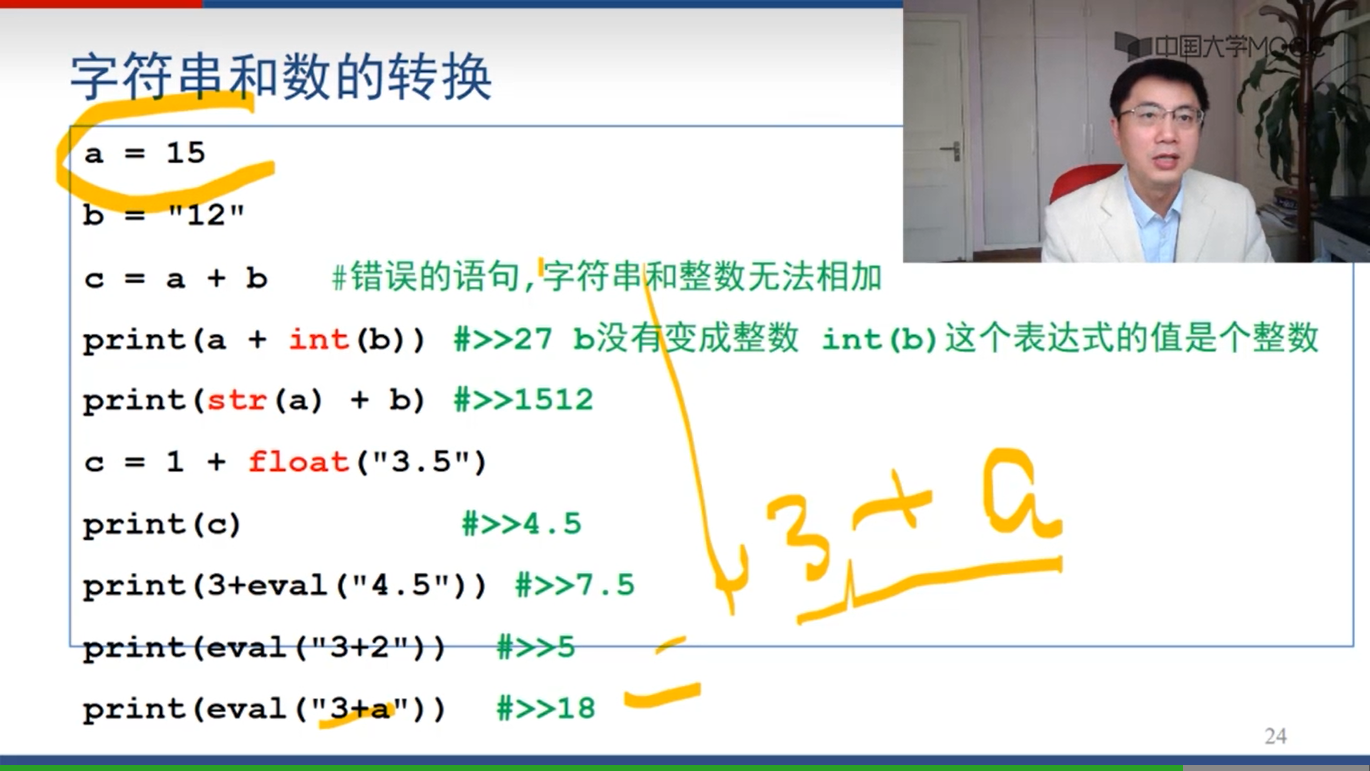 字符串和数的转换
中国大学MOOC
a = 15
b = "12"
c = a + b #错误的语句,字符串和整数无法相加
print(a + int(b)) #>>27 b没有变成整数 int(b)这个表达式的值是个整数
print(str(a) + b) #>>1512
c = 1 + float("3.5")
print(c) #>>4.5
3+a
print(3+eval("4.5")) #>>7.5
print(eval("3+2")) #>>5
print(eval("3+a")) #>>18
24